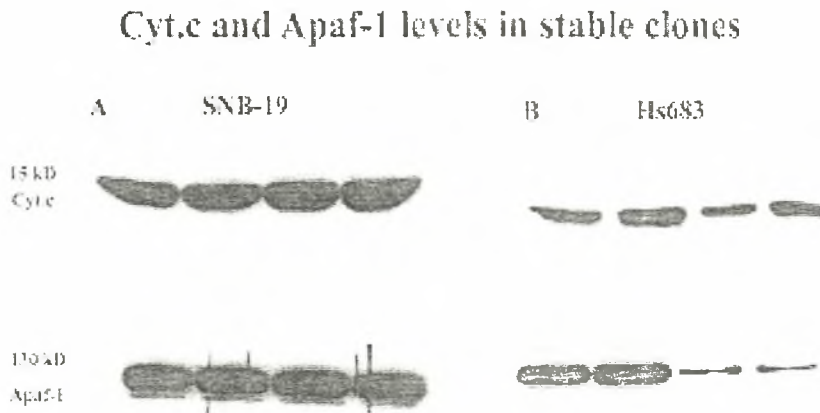 Cyt.c and Apaf-1 levels in stable clones
A SNB-19
B Hs683
15 kD
Cyt.c
130 kD
Apaf-1